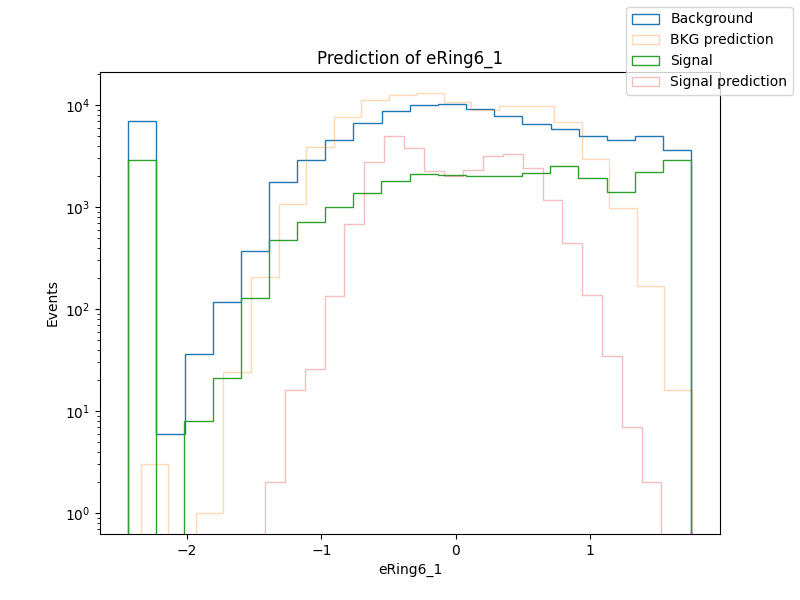 Prediction of eRing6_1
Background
BKG prediction
Signal
Signal prediction
Events
10⁴
10³
10²
10¹
10⁰
−2
−1
0
1
eRing6_1